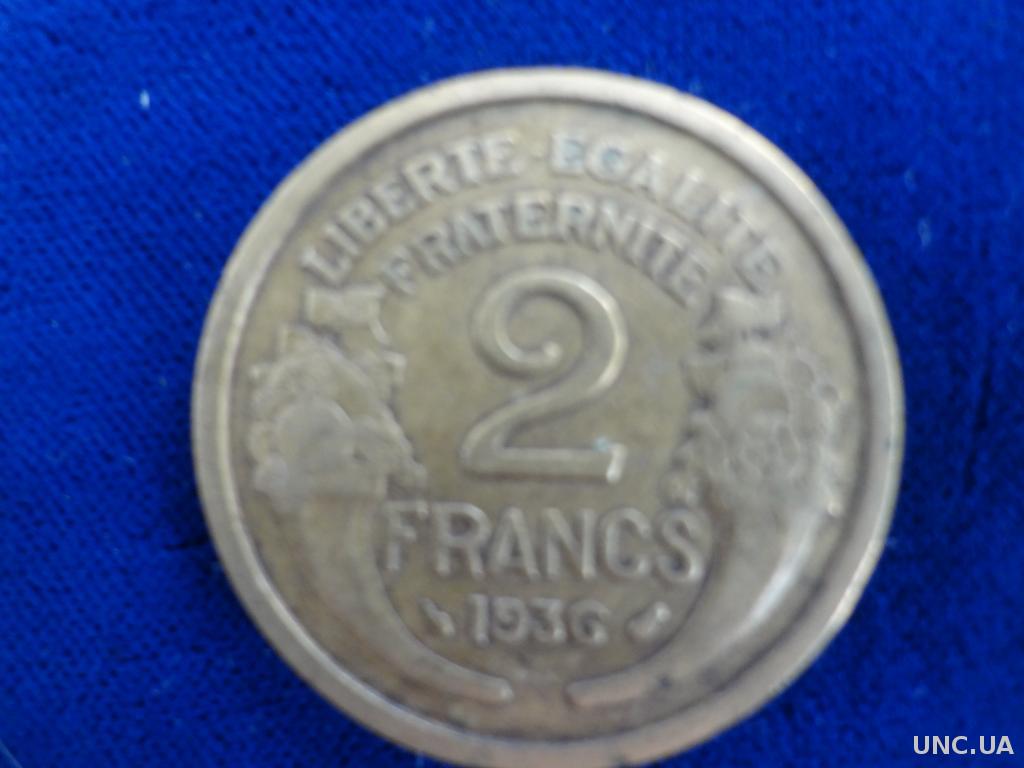 LIBERTE - EGALITE
FRATERNITE
2
FRANCS
1936
UNC.UA